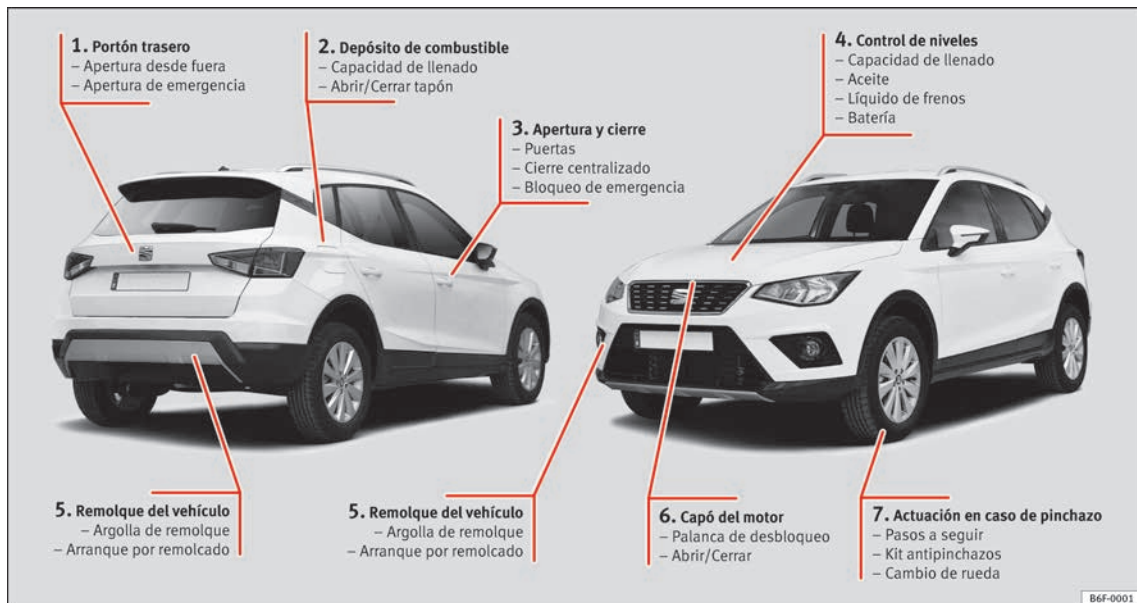 1. Portón trasero
– Apertura desde fuera
– Apertura de emergencia
2. Depósito de combustible
– Capacidad de llenado
– Abrir/Cerrar tapón
3. Apertura y cierre
– Puertas
– Cierre centralizado
– Bloqueo de emergencia
4. Control de niveles
– Capacidad de llenado
– Aceite
– Líquido de frenos
– Batería
5. Remolque del vehículo
– Argolla de remolque
– Arranque por remolcado
5. Remolque del vehículo
– Argolla de remolque
– Arranque por remolcado
6. Capó del motor
– Palanca de desbloqueo
– Abrir/Cerrar
7. Actuación en caso de pinchazo
– Pasos a seguir
– Kit antipinchazos
– Cambio de rueda
B6F-0001